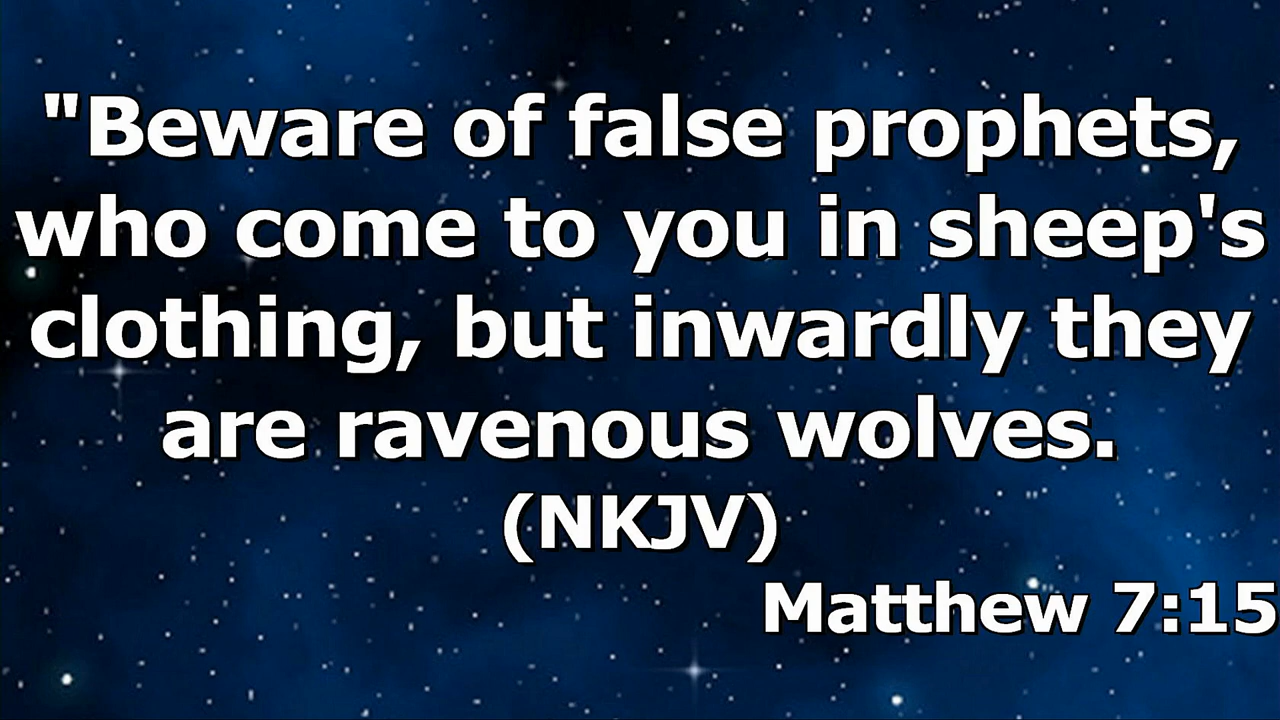 "Beware of false prophets,
who come to you in sheep's
clothing, but inwardly they
are ravenous wolves.
(NKJV)
Matthew 7:15